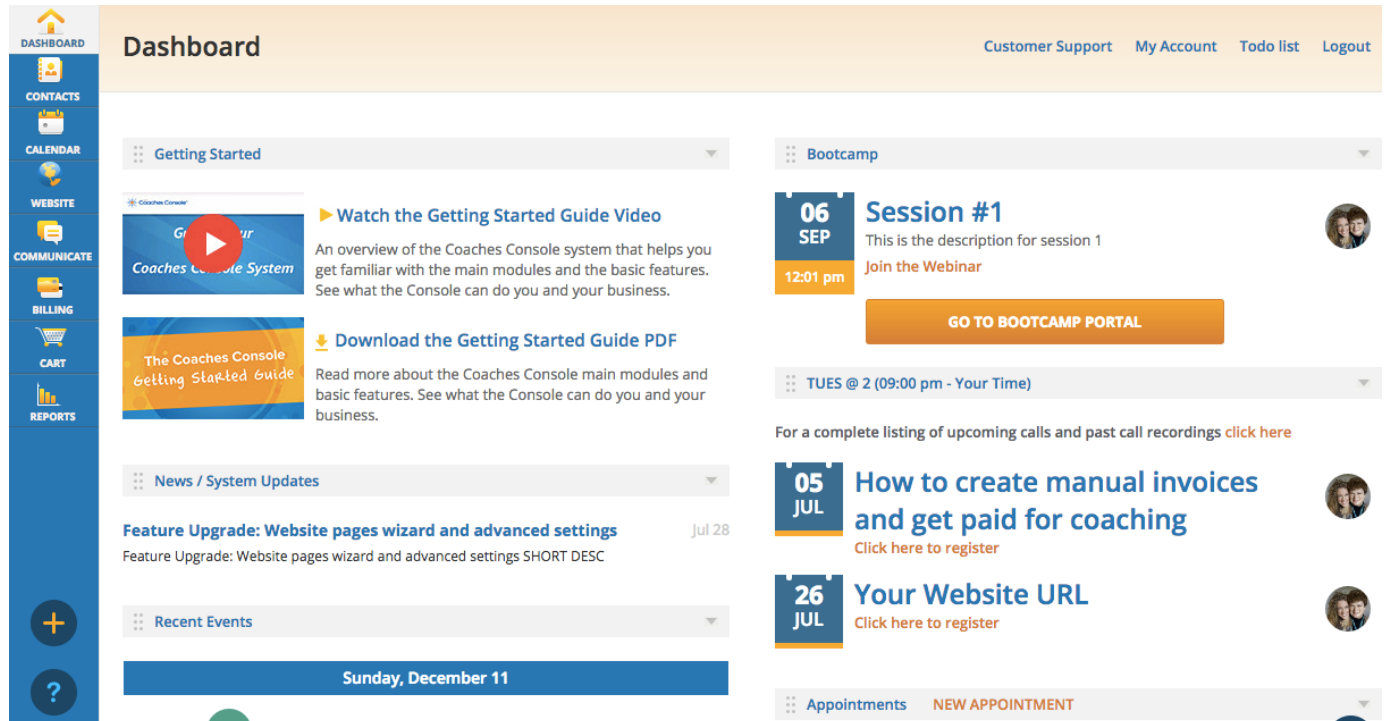 DASHBOARD
CONTACTS
CALENDAR
WEBSITE
COMMUNICATE
BILLING
CART
REPORTS
?
Dashboard
Customer Support
My Account
Todo list
Logout
Getting Started
Coaches Console
Coaches System
Watch the Getting Started Guide Video
An overview of the Coaches Console system that helps you
get familiar with the main modules and the basic features.
See what the Console can do you and your business.
The Coaches Console
Getting Started Guide
Download the Getting Started Guide PDF
Read more about the Coaches Console main modules and
basic features. See what the Console can do you and your
business.
News / System Updates
Feature Upgrade: Website pages wizard and advanced settings
Jul 28
Feature Upgrade: Website pages wizard and advanced settings SHORT DESC
Recent Events
Sunday, December 11
Bootcamp
06
SEP
12:01 pm
Session #1
This is the description for session 1
Join the Webinar
GO TO BOOTCAMP PORTAL
TUES @ 2 (09:00 pm - Your Time)
For a complete listing of upcoming calls and past call recordings click here
05
JUL
How to create manual invoices
and get paid for coaching
Click here to register
26
JUL
Your Website URL
Click here to register
Appointments
NEW APPOINTMENT